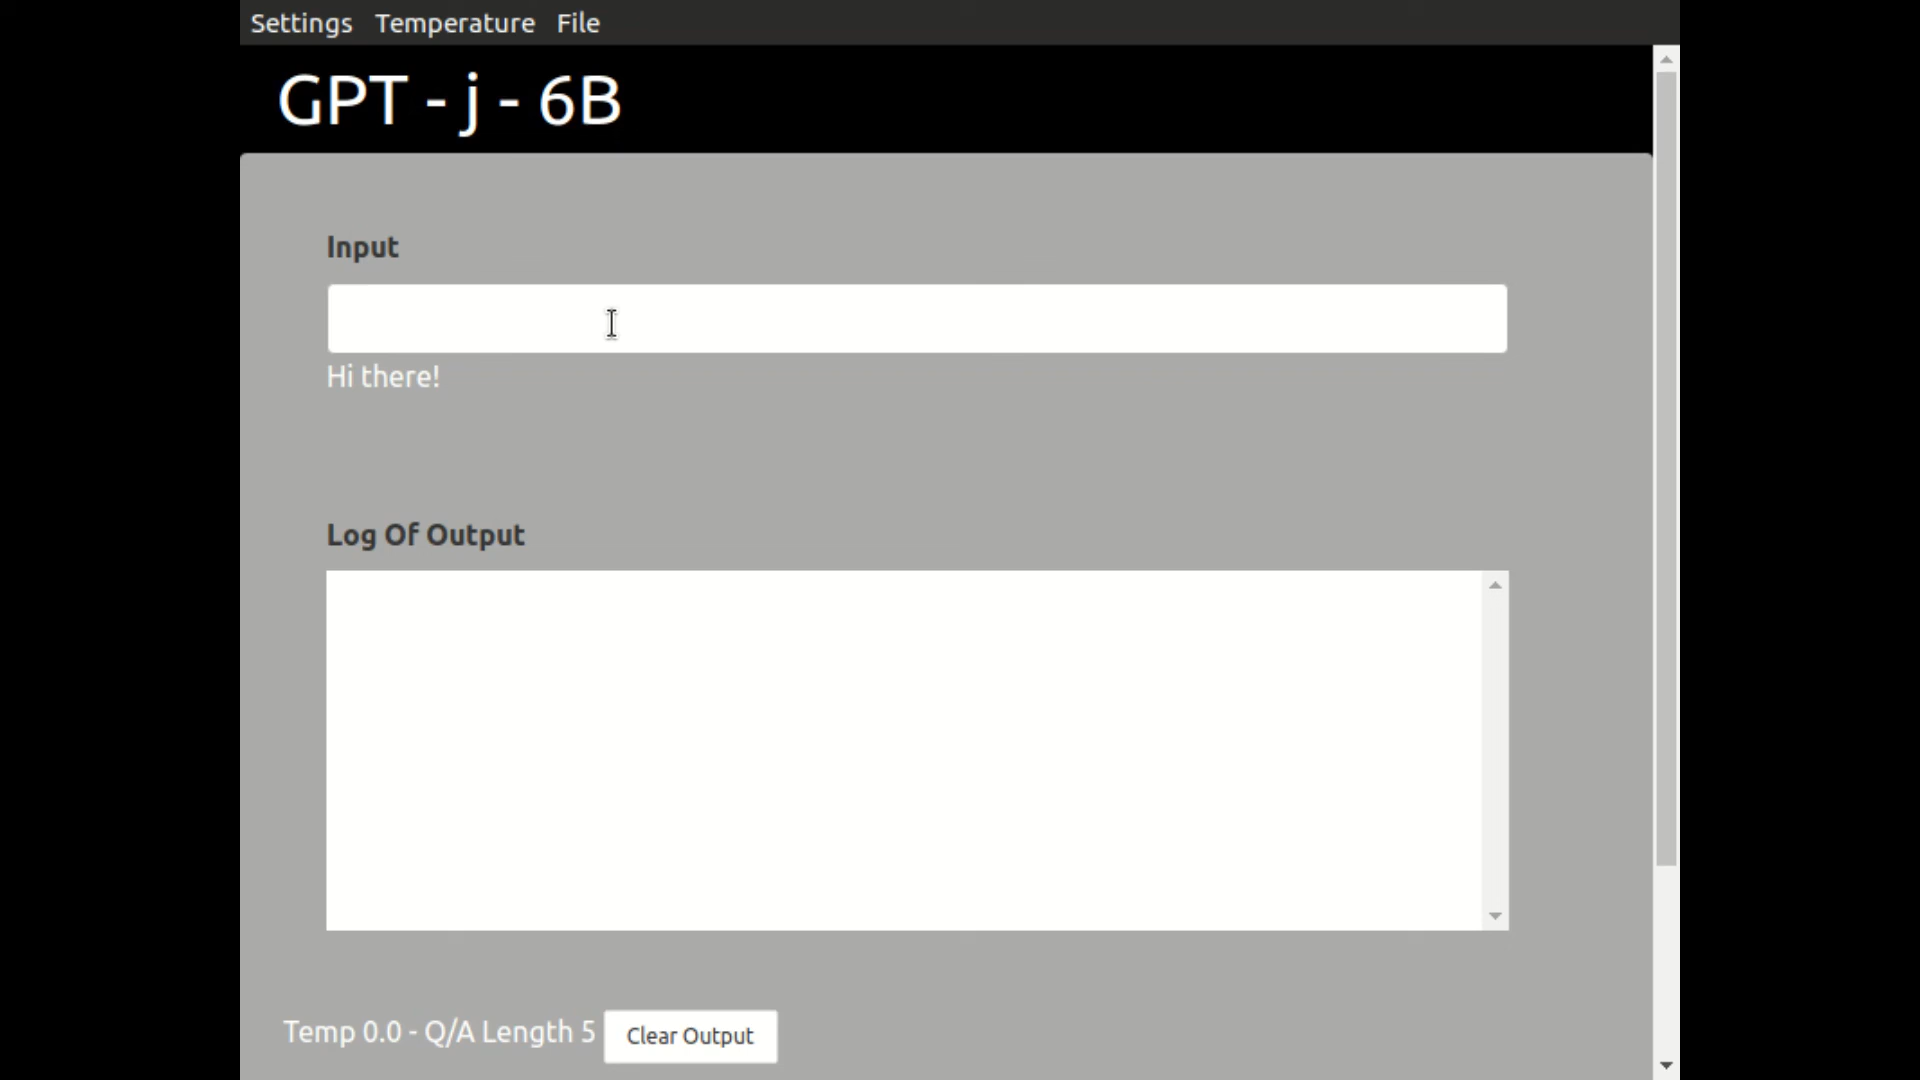 Settings Temperature File
GPT - j - 6B
Input
Hi there!
Log Of Output
Temp 0.0 - Q/A Length 5 Clear Output